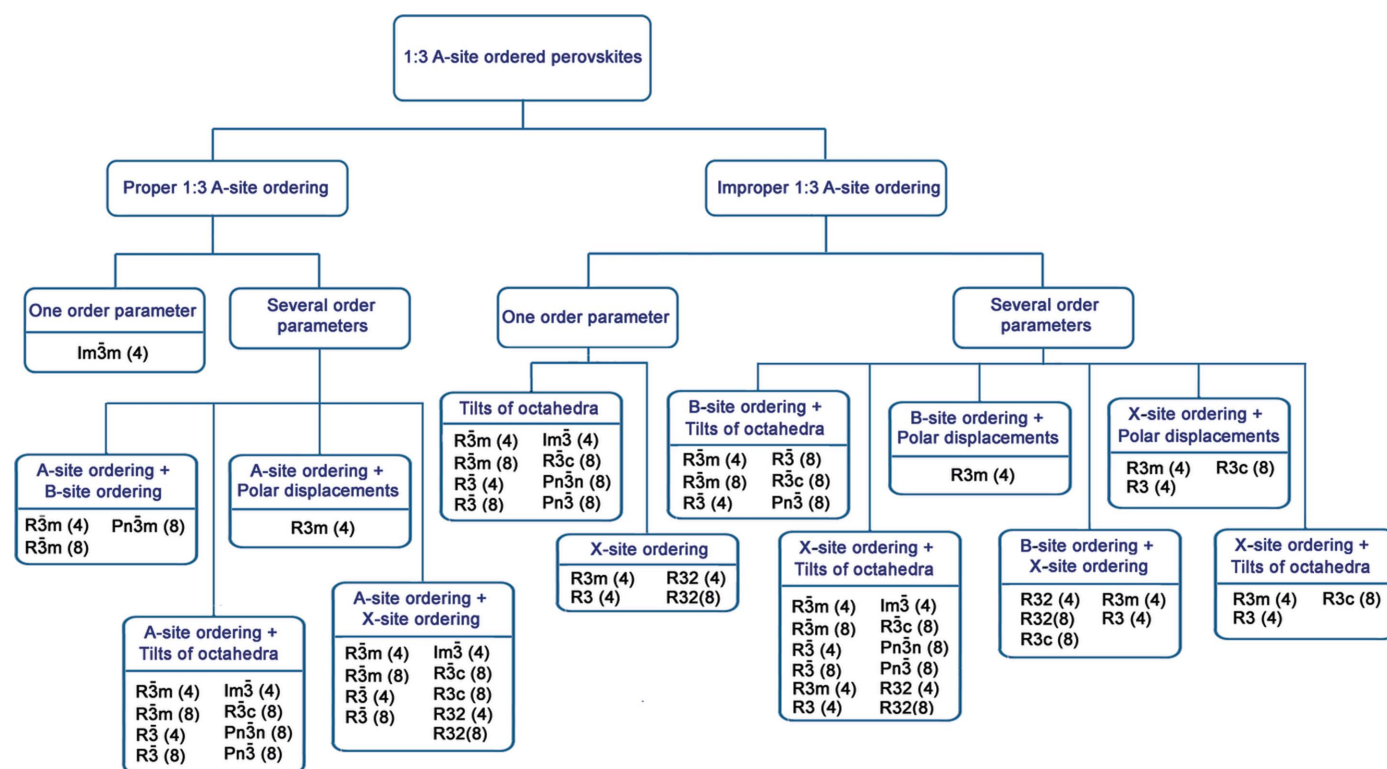 1:3 A-site ordered perovskites
Proper 1:3 A-site ordering
Improper 1:3 A-site ordering
One order parameter
Im3̄m (4)
Several order
parameters
One order parameter
Several order
parameters
A-site ordering +
B-site ordering
R3̄m (4) Pn3̄m (8)
R3̄m (8)
A-site ordering +
Tilts of octahedra
R3̄m (4) Im3̄ (4)
R3̄m (8) R3̄c (8)
R3̄ (4) Pn3̄n (8)
R3̄ (8) Pn3̄ (8)
A-site ordering +
Polar displacements
R3m (4)
A-site ordering +
X-site ordering
R3̄m (4) Im3̄ (4)
R3̄m (8) R3̄c (8)
R3̄ (4) R3c (8)
R3̄ (8) R32 (4)
R32(8)
Tilts of octahedra
R3̄m (4) Im3̄ (4)
R3̄m (8) R3̄c (8)
R3̄ (4) Pn3̄n (8)
R3̄ (8) Pn3̄ (8)
X-site ordering
R3m (4) R32 (4)
R3 (4) R32(8)
B-site ordering +
Tilts of octahedra
R3̄m (4) R3̄ (8)
R3̄m (8) R3̄c (8)
R3̄ (4) Pn3̄ (8)
X-site ordering +
Tilts of octahedra
R3̄m (4) Im3̄ (4)
R3̄m (8) R3̄c (8)
R3̄ (4) Pn3̄n (8)
R3̄ (8) Pn3̄ (8)
R3m (4) R32 (4)
R3 (4) R32(8)
B-site ordering +
Polar displacements
R3m (4)
B-site ordering +
X-site ordering
R32 (4) R3m (4)
R32(8) R3 (4)
R3c (8)
X-site ordering +
Polar displacements
R3m (4) R3c (8)
R3 (4)
X-site ordering +
Tilts of octahedra
R3m (4) R3c (8)
R3 (4)